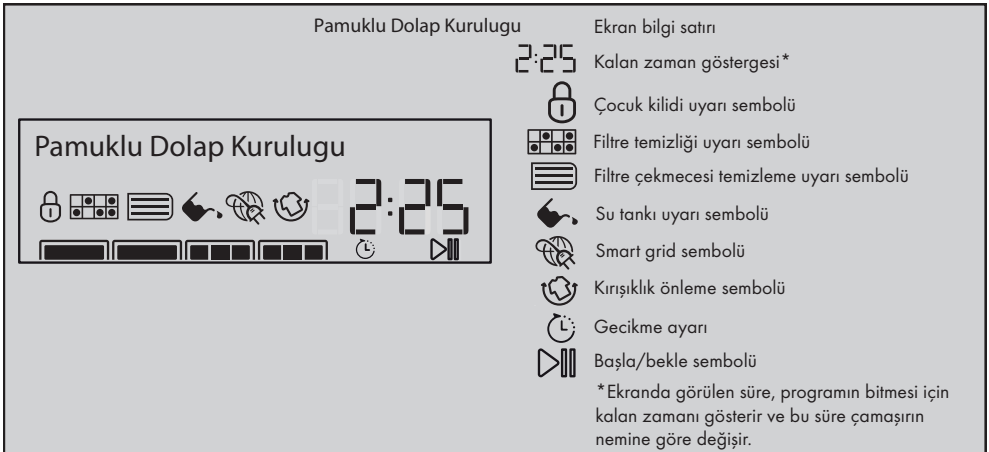 Pamuklu Dolap Kurulugu Ekran bilgi satırı
2:25 Kalan zaman göstergesi*
Çocuk kilidi uyarı sembolü
Filtre temizliği uyarı sembolü
Filtre çekmecesi temizleme uyarı sembolü
Su tankı uyarı sembolü
Smart grid sembolü
Kırışıklık önleme sembolü
Gecikme ayarı
Başla/bekle sembolü
*Ekranda görülen süre, programın bitmesi için
kalan zamanı gösterir ve bu süre çamaşırın
nemine göre değişir.
Pamuklu Dolap Kurulugu
2:25